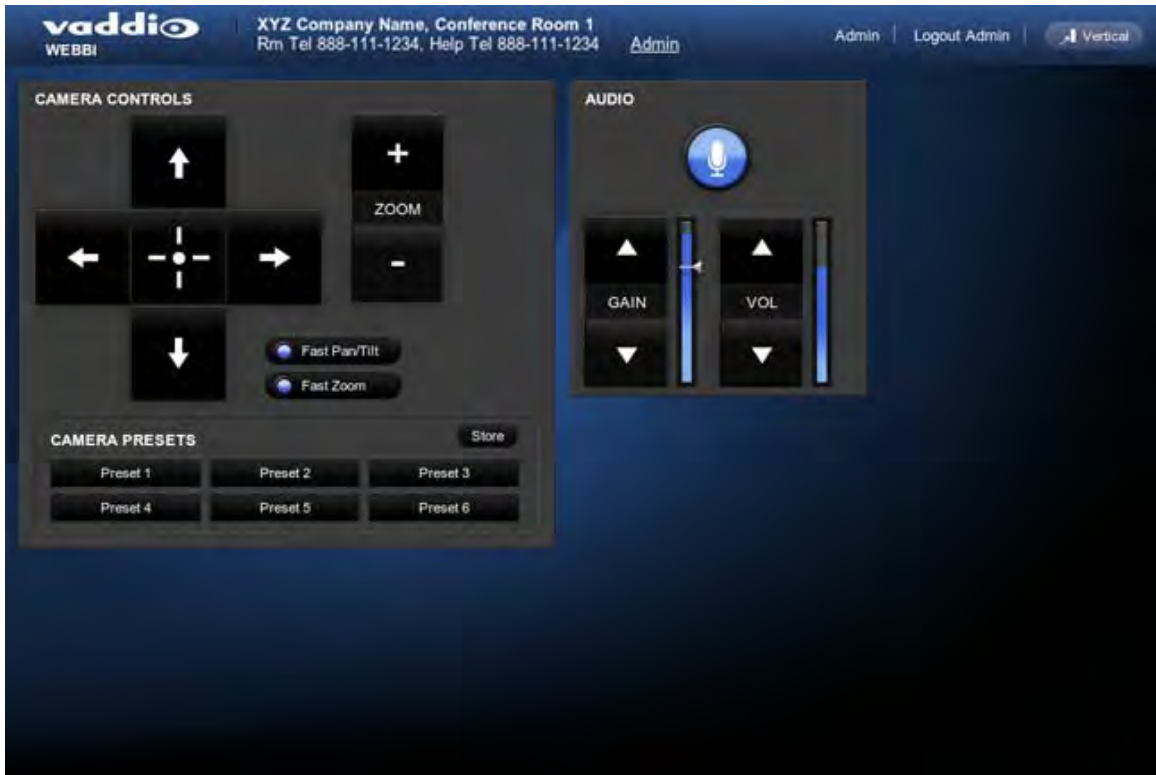 vaddio
WEBBI
XYZ Company Name, Conference Room 1
Rm Tel 888-111-1234, Help Tel 888-111-1234 Admin
Admin | Logout Admin | Vertical
CAMERA CONTROLS
+
ZOOM
-
Fast Pan/Tilt
Fast Zoom
CAMERA PRESETS
Store
Preset 1 Preset 2 Preset 3
Preset 4 Preset 5 Preset 6
AUDIO
GAIN VOL